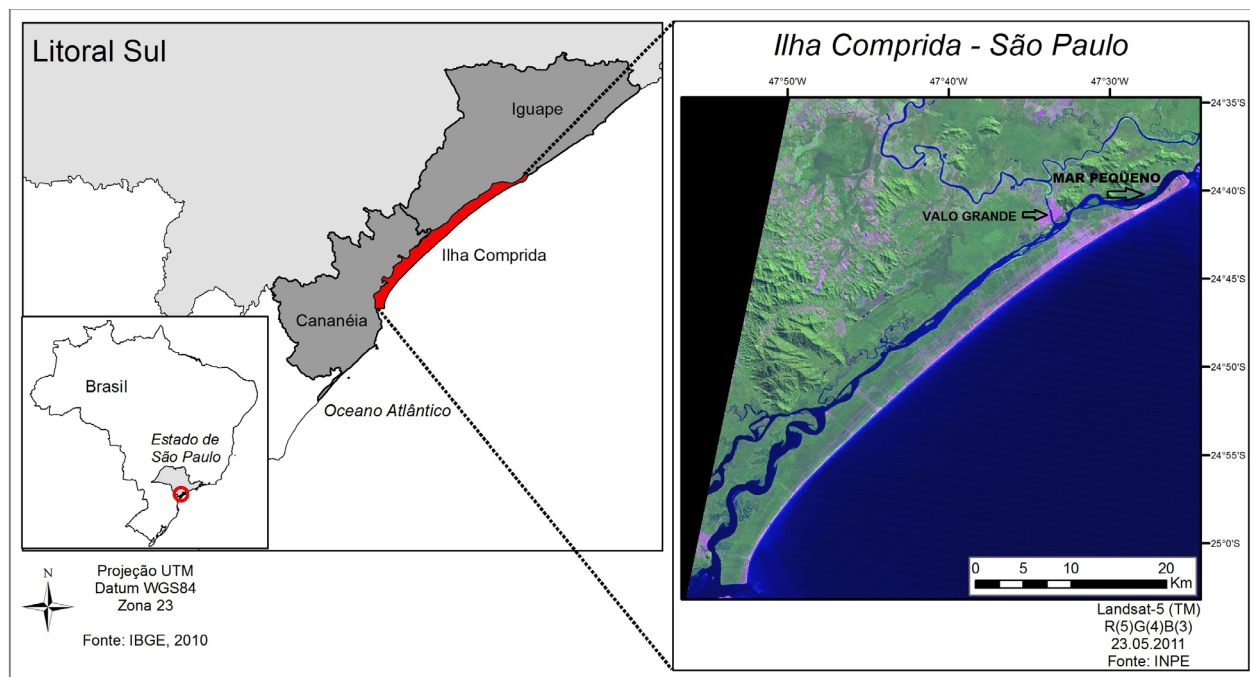 Litoral Sul
Iguape
Ilha Comprida
Cananéia
Oceano Atlântico
Brasil
Estado de
São Paulo
N
Projeção UTM
Datum WGS84
Zona 23
Fonte: IBGE, 2010
Ilha Comprida - São Paulo
47°50'W 47°40'W 47°30'W
24°35'S
24°40'S
24°45'S
24°50'S
24°55'S
25°0'S
MAR PEQUENO
VALO GRANDE
0 5 10 20
Km
Landsat-5 (TM)
R(5)G(4)B(3)
23.05.2011
Fonte: INPE